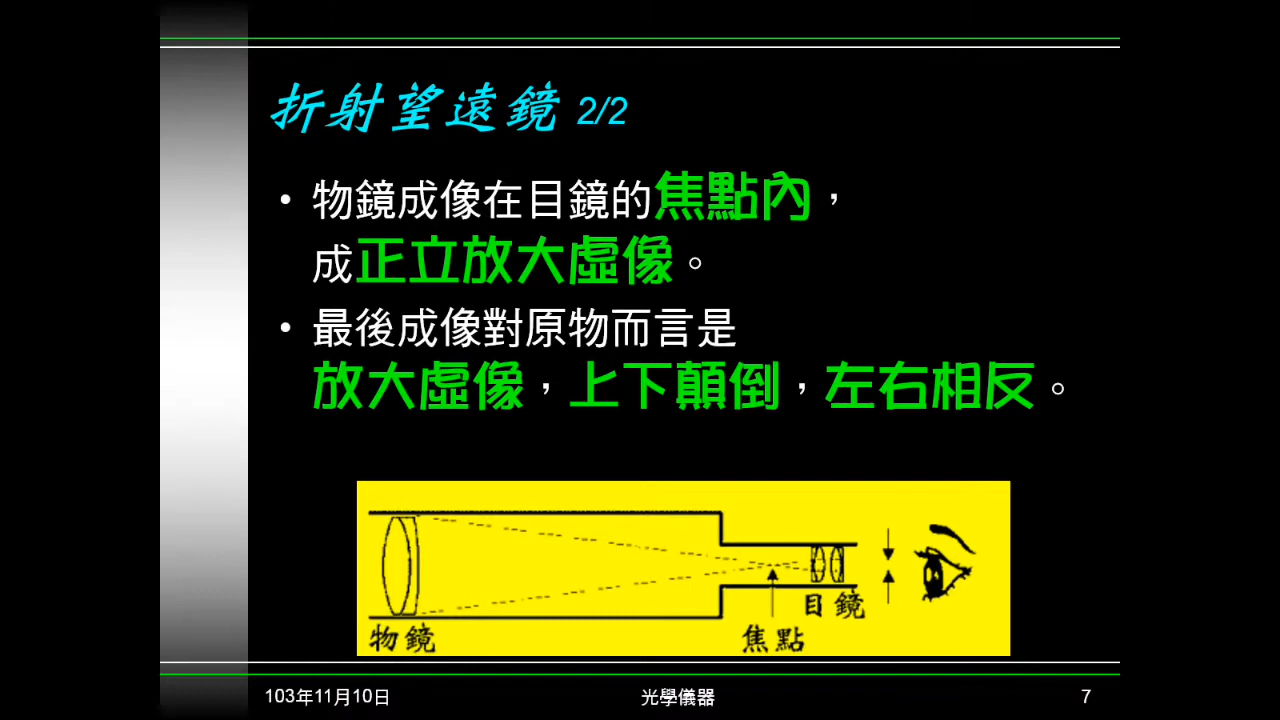 折射望遠鏡 2/2
• 物鏡成像在目鏡的焦點內，
成正立放大虛像。
• 最後成像對原物而言是
放大虛像，上下顛倒，左右相反。
目鏡
物鏡
焦點
103年11月10日
光學儀器
7